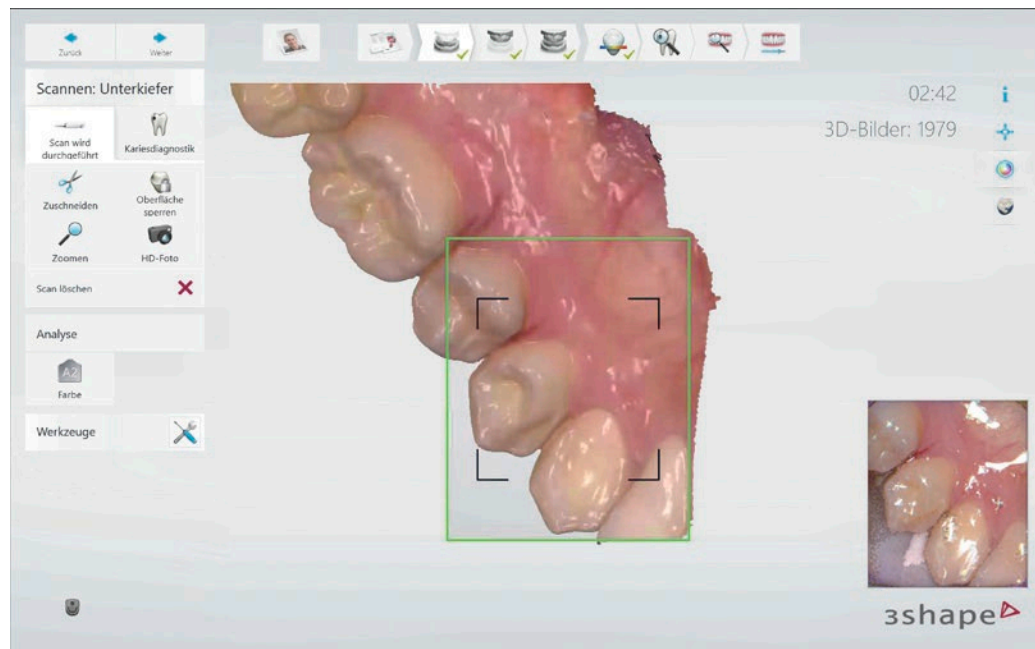 Zurück
Weiter
Scannen: Unterkiefer
Scan wird
durchgeführt
Kariesdiagnostik
Zuschneiden
Oberfläche
sperren
Zoomen
HD-Foto
Scan löschen
Analyse
A2
Farbe
Werkzeuge
02:42
3D-Bilder: 1979
i
3shape